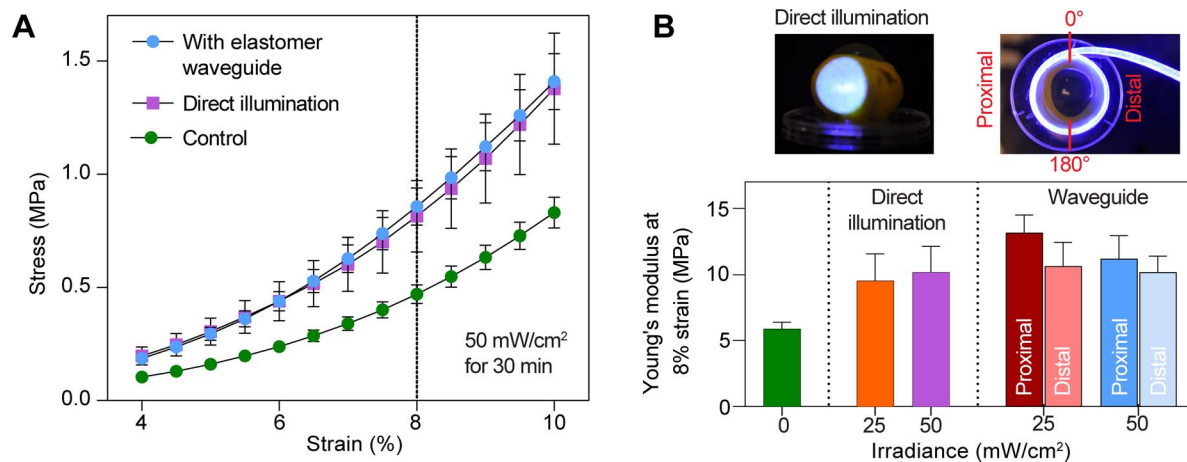 A
With elastomer
waveguide
Direct illumination
Control
Stress (MPa)
1.5
1.0
0.5
0.0
4
6
8
10
Strain (%)
50 mW/cm²
for 30 min
B
Direct illumination
0°
Proximal
Distal
180°
Young's modulus at
8% strain (MPa)
15
10
5
0
Direct
illumination
Waveguide
Proximal
Distal
Proximal
Distal
0
25
50
25
50
Irradiance (mW/cm²)